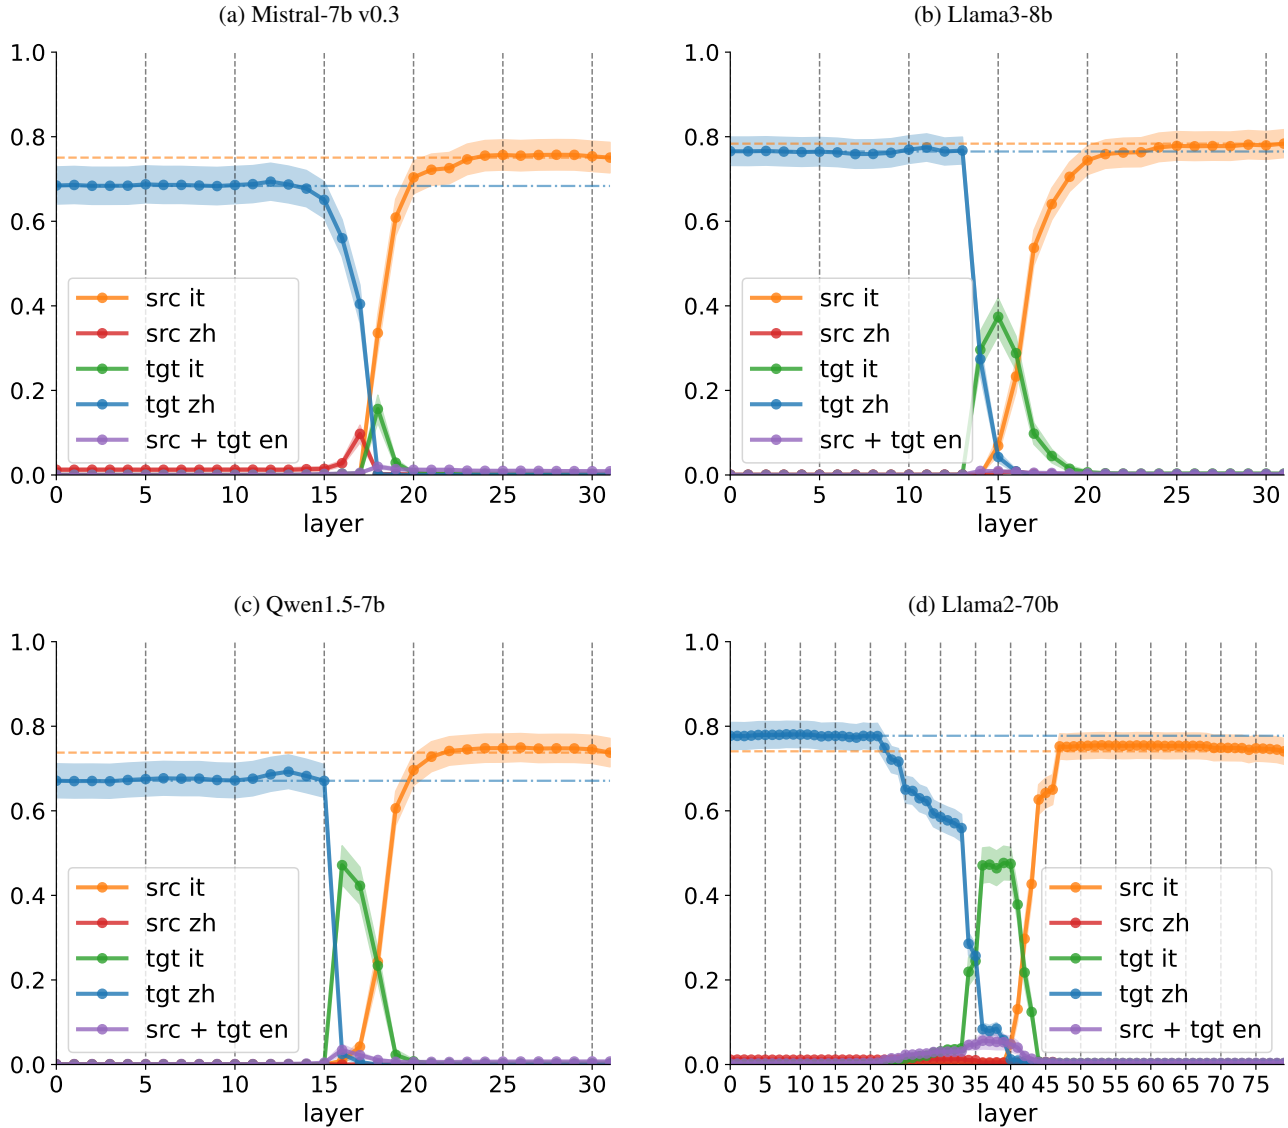 (a) Mistral-7b v0.3
1.0
0.8
0.6
0.4
0.2
0.0
src it
src zh
tgt it
tgt zh
src + tgt en
0 5 10 15 20 25 30
layer
(b) Llama3-8b
1.0
0.8
0.6
0.4
0.2
0.0
src it
src zh
tgt it
tgt zh
src + tgt en
0 5 10 15 20 25 30
layer
(c) Qwen1.5-7b
1.0
0.8
0.6
0.4
0.2
0.0
src it
src zh
tgt it
tgt zh
src + tgt en
0 5 10 15 20 25 30
layer
(d) Llama2-70b
1.0
0.8
0.6
0.4
0.2
0.0
src it
src zh
tgt it
tgt zh
src + tgt en
0 5 10 15 20 25 30 35 40 45 50 55 60 65 70 75
layer